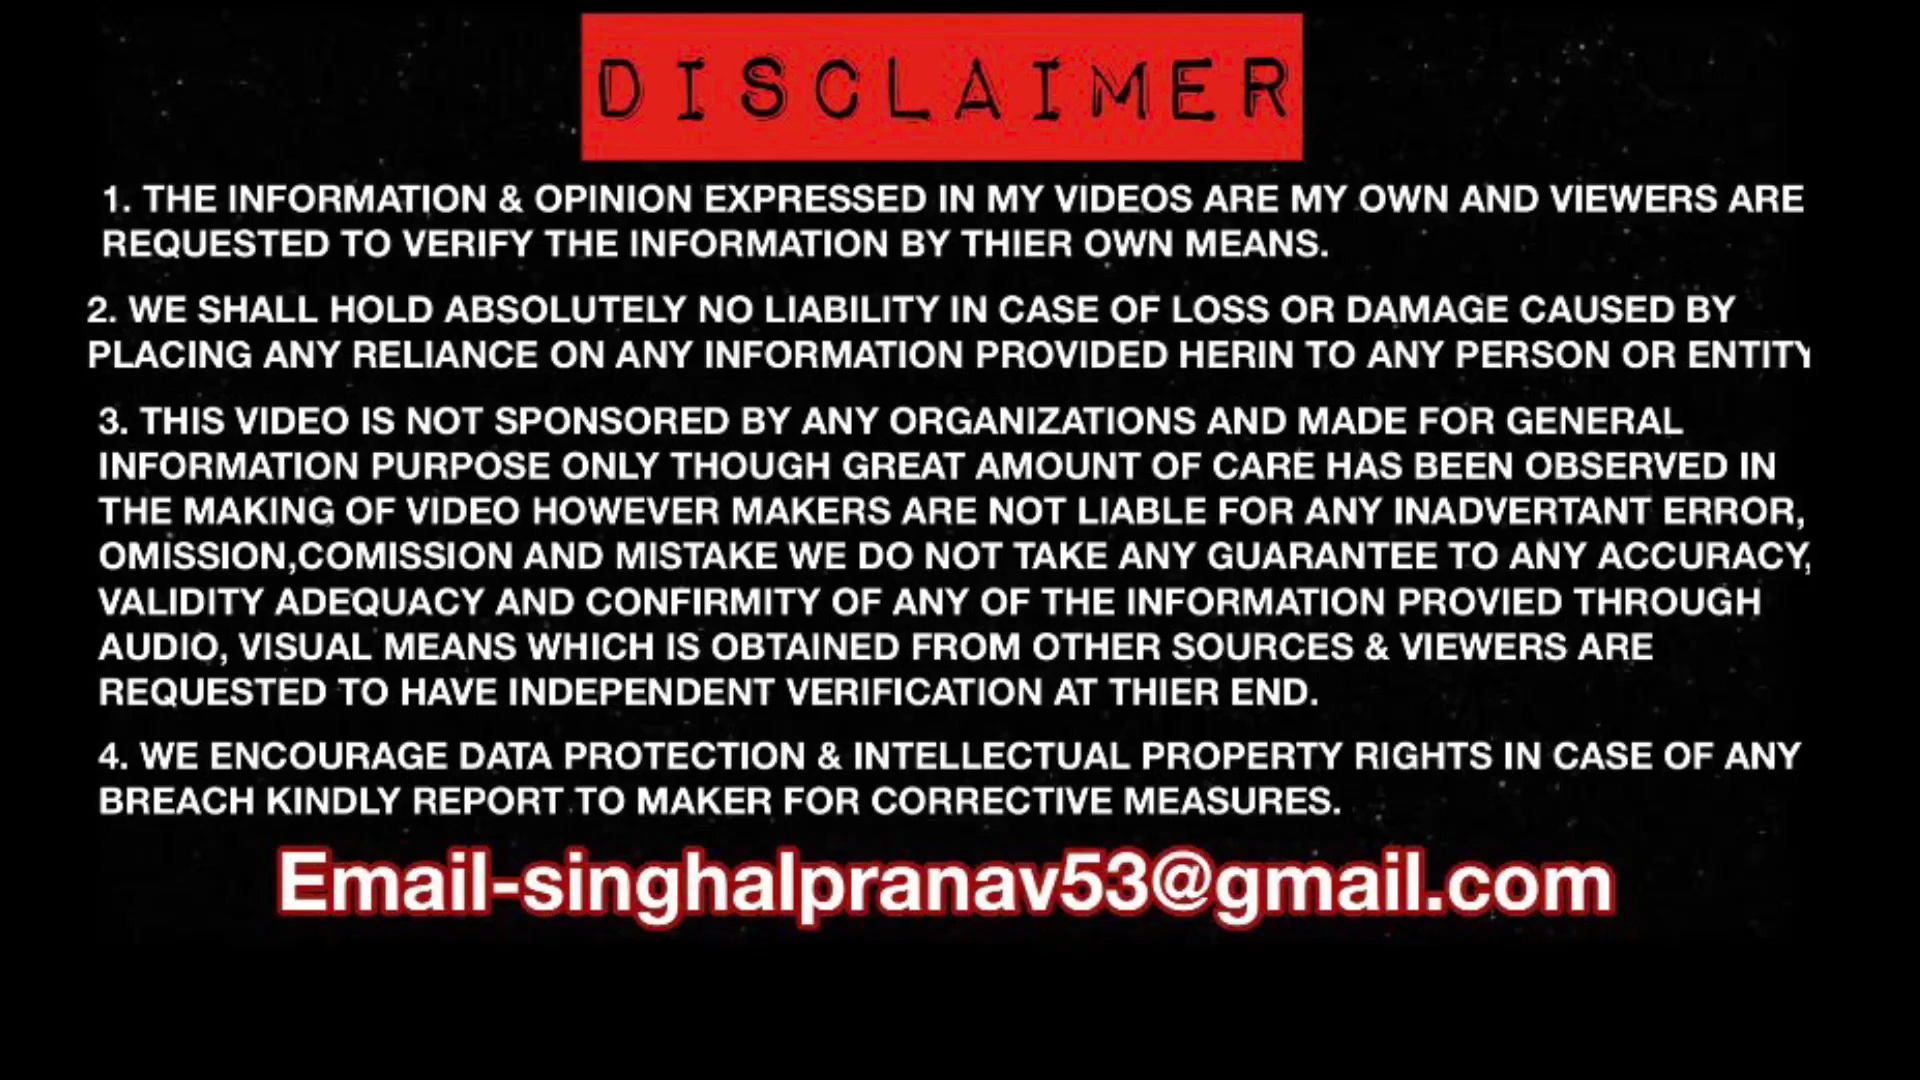 DISCLAIMER
1. THE INFORMATION & OPINION EXPRESSED IN MY VIDEOS ARE MY OWN AND VIEWERS ARE
REQUESTED TO VERIFY THE INFORMATION BY THIER OWN MEANS.
2. WE SHALL HOLD ABSOLUTELY NO LIABILITY IN CASE OF LOSS OR DAMAGE CAUSED BY
PLACING ANY RELIANCE ON ANY INFORMATION PROVIDED HERIN TO ANY PERSON OR ENTITY
3. THIS VIDEO IS NOT SPONSORED BY ANY ORGANIZATIONS AND MADE FOR GENERAL
INFORMATION PURPOSE ONLY THOUGH GREAT AMOUNT OF CARE HAS BEEN OBSERVED IN
THE MAKING OF VIDEO HOWEVER MAKERS ARE NOT LIABLE FOR ANY INADVERTANT ERROR,
OMISSION,COMISSION AND MISTAKE WE DO NOT TAKE ANY GUARANTEE TO ANY ACCURACY,
VALIDITY ADEQUACY AND CONFIRMITY OF ANY OF THE INFORMATION PROVIED THROUGH
AUDIO, VISUAL MEANS WHICH IS OBTAINED FROM OTHER SOURCES & VIEWERS ARE
REQUESTED TO HAVE INDEPENDENT VERIFICATION AT THIER END.
4. WE ENCOURAGE DATA PROTECTION & INTELLECTUAL PROPERTY RIGHTS IN CASE OF ANY
BREACH KINDLY REPORT TO MAKER FOR CORRECTIVE MEASURES.
Email-singhalpranav53@gmail.com